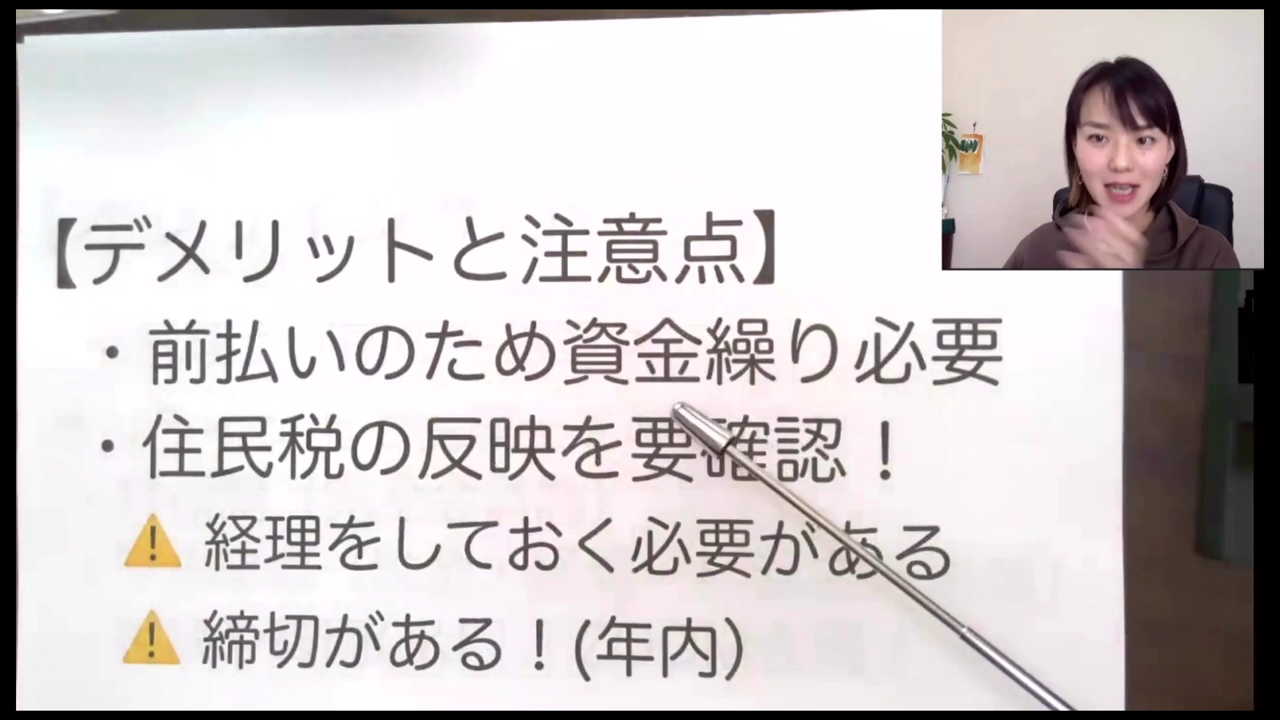 【デメリットと注意点】
・前払いのため資金繰り必要
・住民税の反映を要確認！
⚠ 経理をしておく必要がある
⚠ 締切がある！(年内)